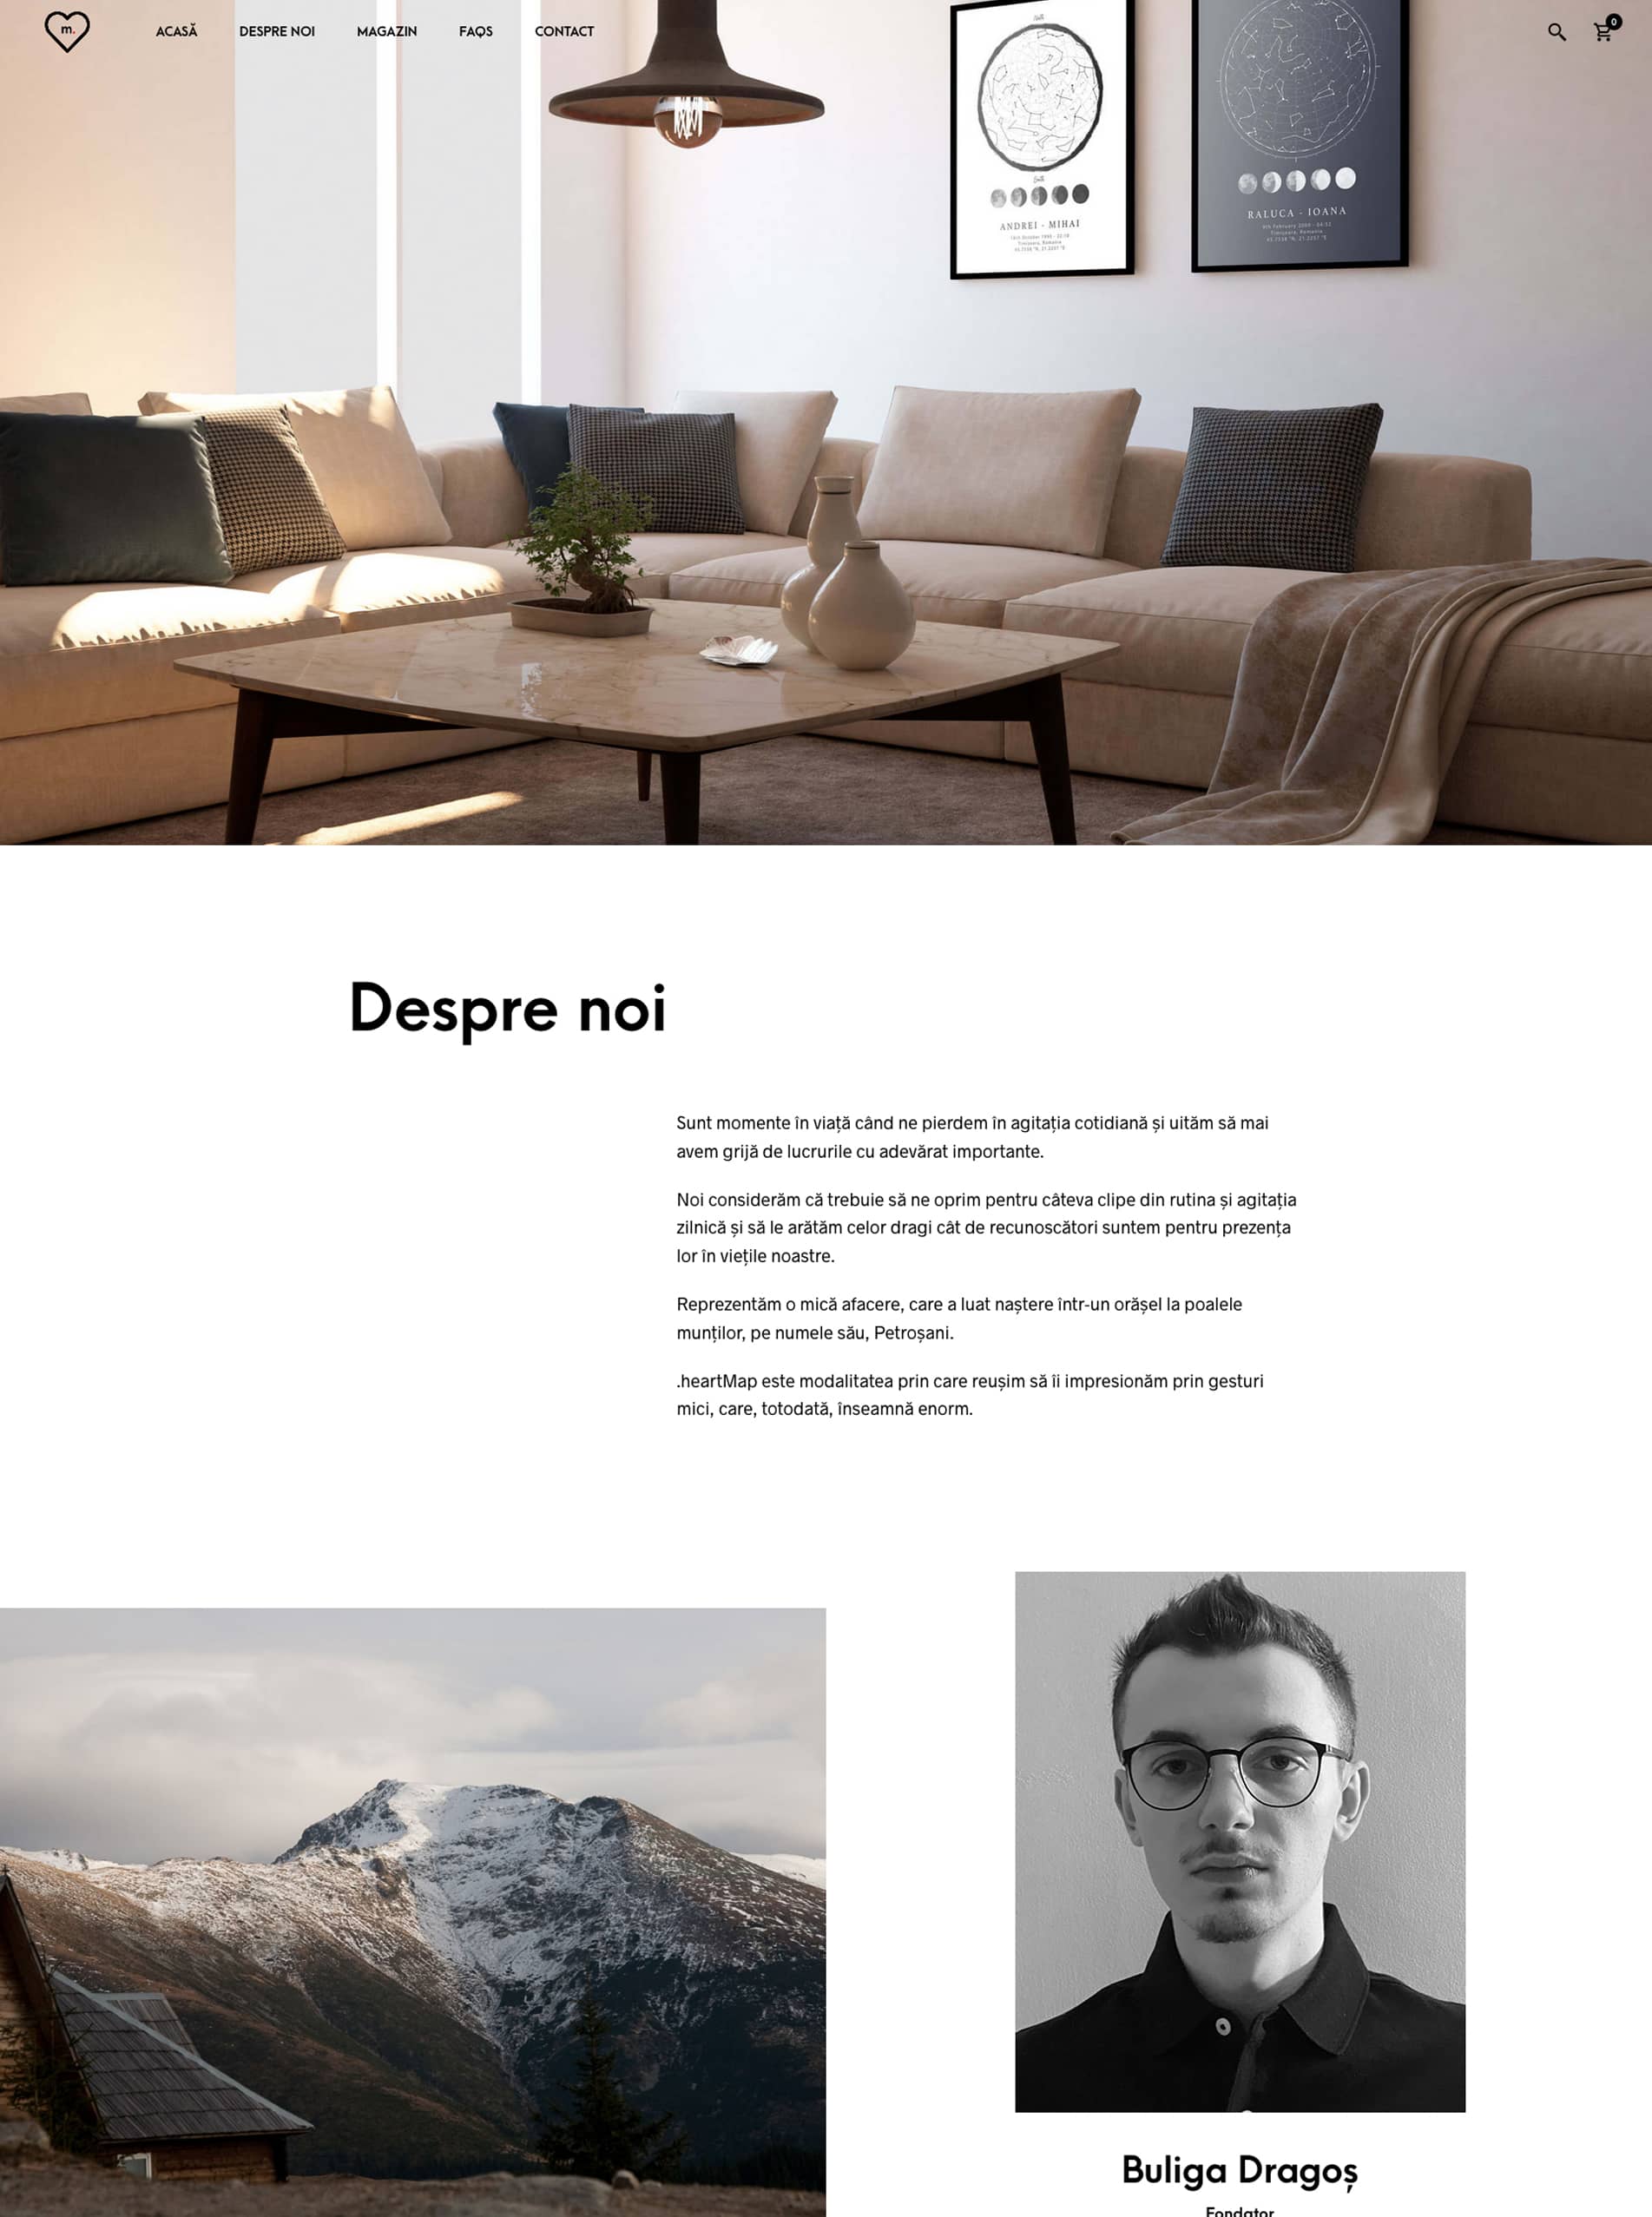 m.
ACASĂ
DESPRE NOI
MAGAZIN
FAQS
CONTACT
0
ANDREI - MIHAI
Timișoara, Romania
RALUCA - IOANA
Timișoara, Romania
Despre noi
Sunt momente în viață când ne pierdem în agitația cotidiană și uităm să mai
avem grijă de lucrurile cu adevărat importante.
Noi considerăm că trebuie să ne oprim pentru câteva clipe din rutina și agitația
zilnică și să le arătăm celor dragi cât de recunoscători suntem pentru prezența
lor în viețile noastre.
Reprezentăm o mică afacere, care a luat naștere într-un orășel la poalele
munților, pe numele său, Petroșani.
.heartMap este modalitatea prin care reușim să îi impresionăm prin gesturi
mici, care, totodată, înseamnă enorm.
Buliga Dragoș
Fondator